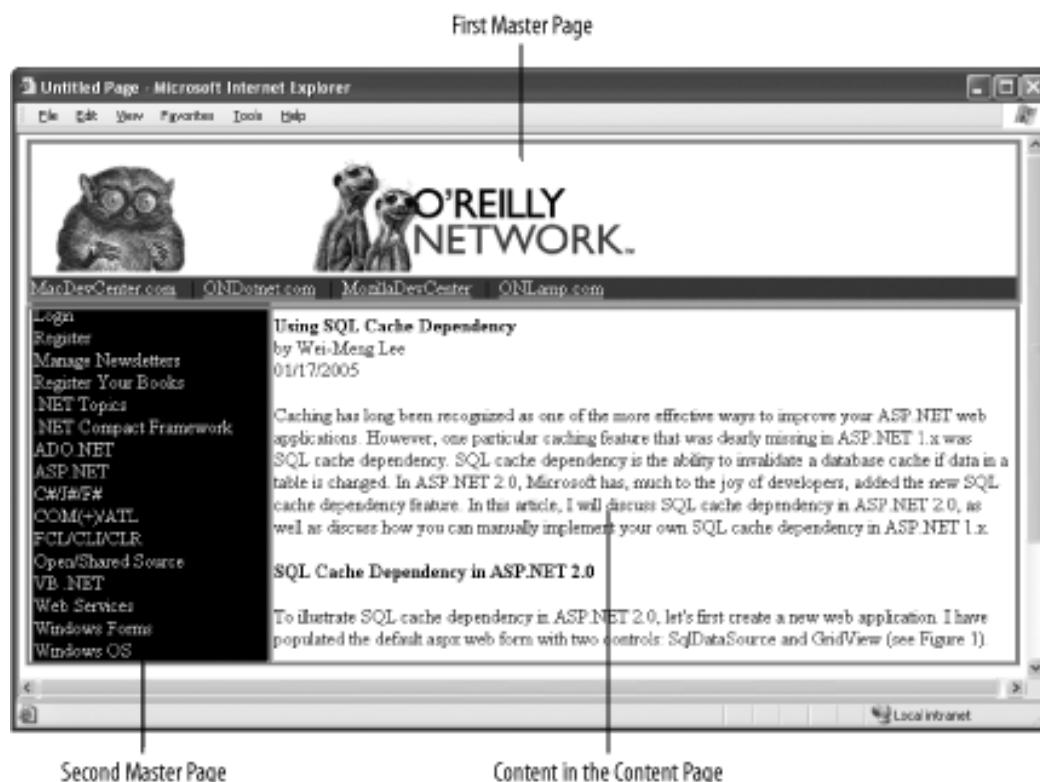 First Master Page
Untitled Page - Microsoft Internet Explorer
File Edit View Favorites Tools Help
O'REILLY
NETWORK™
MacDevCenter.com | ONDotnet.com | MozillaDevCenter | ONLamp.com
Login
Register
Manage Newsletters
Register Your Books
.NET Topics
.NET Compact Framework
ADO.NET
ASP.NET
C#/J#/F#
COM(+)/ATL
FCL/CLI/CLR
Open/Shared Source
VB .NET
Web Services
Windows Forms
Windows OS
Using SQL Cache Dependency
by Wei-Meng Lee
01/17/2005
Caching has long been recognized as one of the more effective ways to improve your ASP.NET web
applications. However, one particular caching feature that was clearly missing in ASP.NET 1.x was
SQL cache dependency. SQL cache dependency is the ability to invalidate a database cache if data in a
table is changed. In ASP.NET 2.0, Microsoft has, much to the joy of developers, added the new SQL
cache dependency feature. In this article, I will discuss SQL cache dependency in ASP.NET 2.0, as
well as discuss how you can manually implement your own SQL cache dependency in ASP.NET 1.x.
SQL Cache Dependency in ASP.NET 2.0
To illustrate SQL cache dependency in ASP.NET 2.0, let's first create a new web application. I have
populated the default aspx web form with two controls: SqlDataSource and GridView (see Figure 1).
Local intranet
Second Master Page
Content in the Content Page